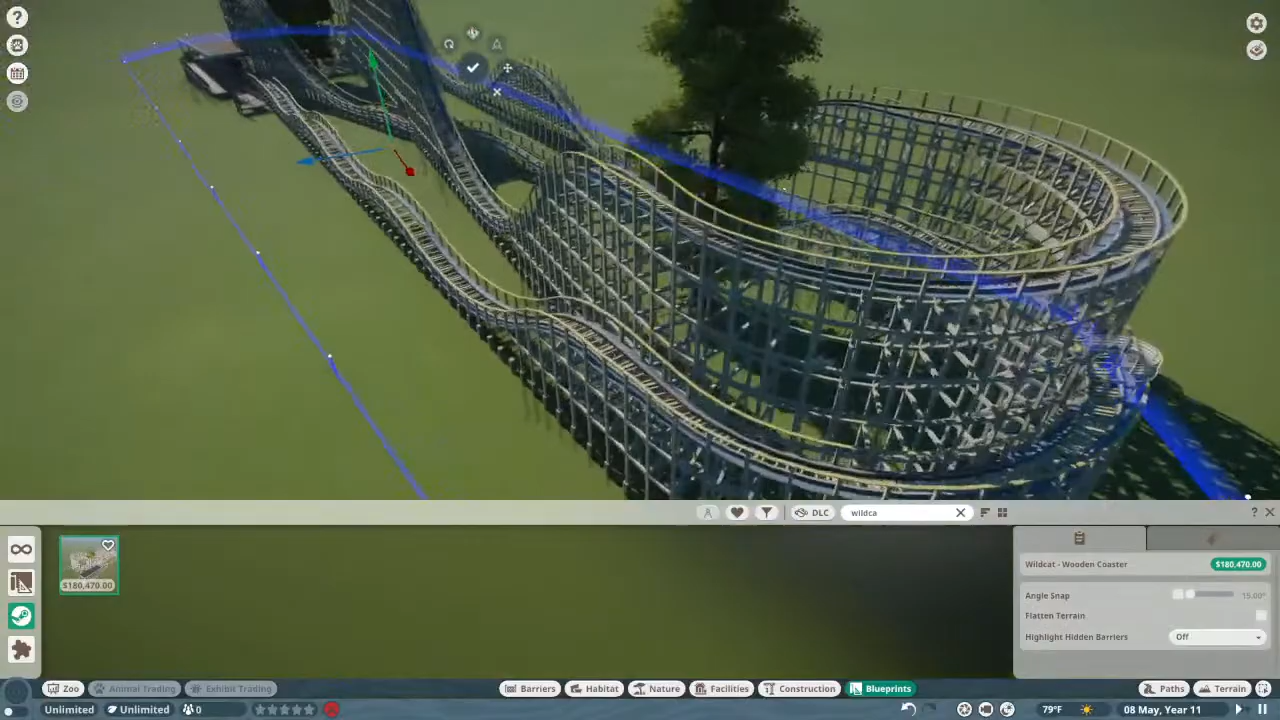 DLC
wildca
$180,470.00
Wildcat - Wooden Coaster
$180,470.00
Angle Snap
15.00°
Flatten Terrain
Highlight Hidden Barriers
Off
Zoo
Animal Trading
Exhibit Trading
Barriers
Habitat
Nature
Facilities
Construction
Blueprints
Paths
Terrain
Unlimited
Unlimited
0
79°F
08 May, Year 11